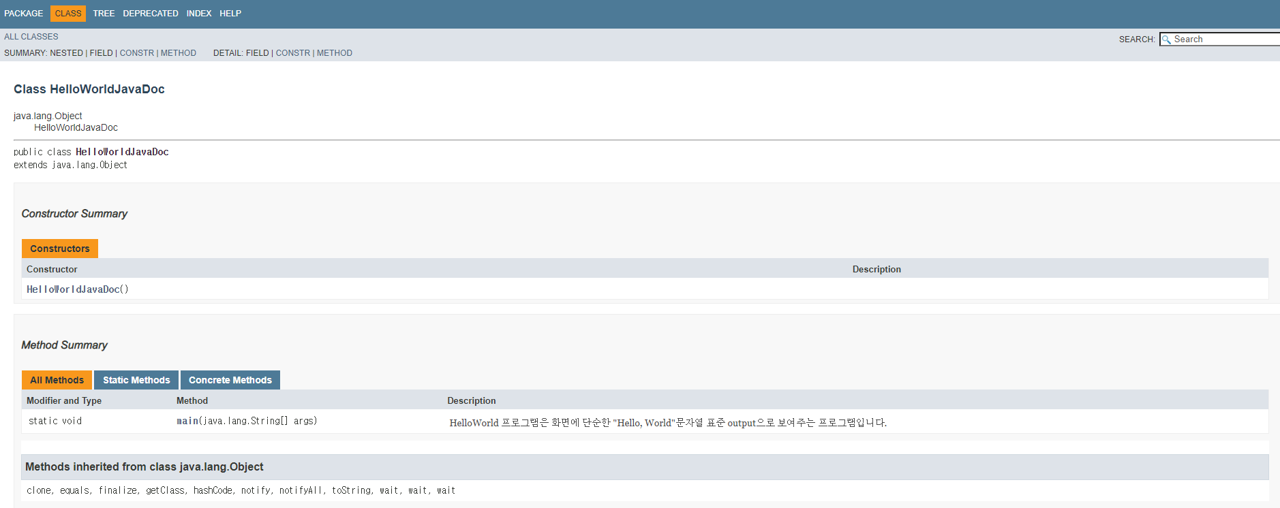 PACKAGE CLASS TREE DEPRECATED INDEX HELP
ALL CLASSES
SEARCH: Search
SUMMARY: NESTED | FIELD | CONSTR | METHOD DETAIL: FIELD | CONSTR | METHOD
Class HelloWorldJavaDoc
java.lang.Object
HelloWorldJavaDoc
public class HelloWorldJavaDoc
extends java.lang.Object
Constructor Summary
Constructors
Constructor Description
HelloWorldJavaDoc()
Method Summary
All Methods Static Methods Concrete Methods
Modifier and Type Method Description
static void main(java.lang.String[] args) HelloWorld 프로그램은 화면에 단순한 "Hello, World"문자열 표준 output으로 보여주는 프로그램입니다.
Methods inherited from class java.lang.Object
clone, equals, finalize, getClass, hashCode, notify, notifyAll, toString, wait, wait, wait